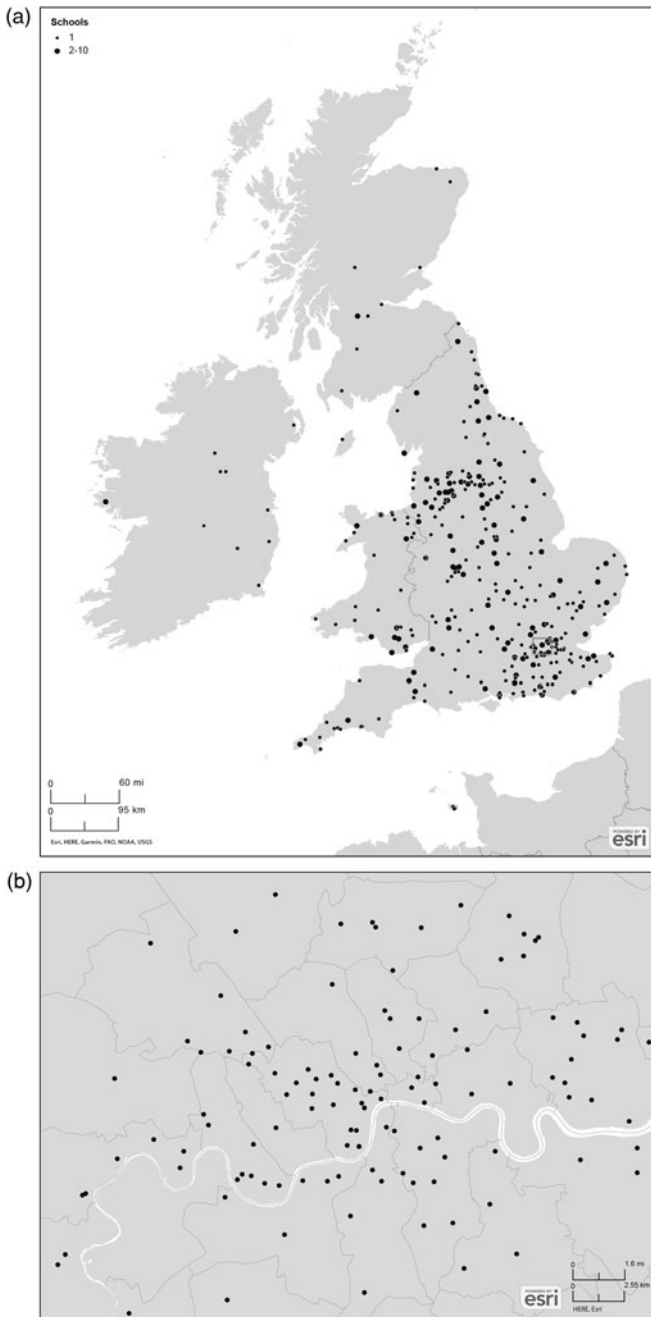 (a)
Schools
1
2-10
0 60 mi
0 95 km
Esri, HERE, Garmin, FAO, NOAA, USGS
POWERED BY
esri
(b)
0 1.6 mi
0 2.55 km
POWERED BY
esri
HERE, Esri